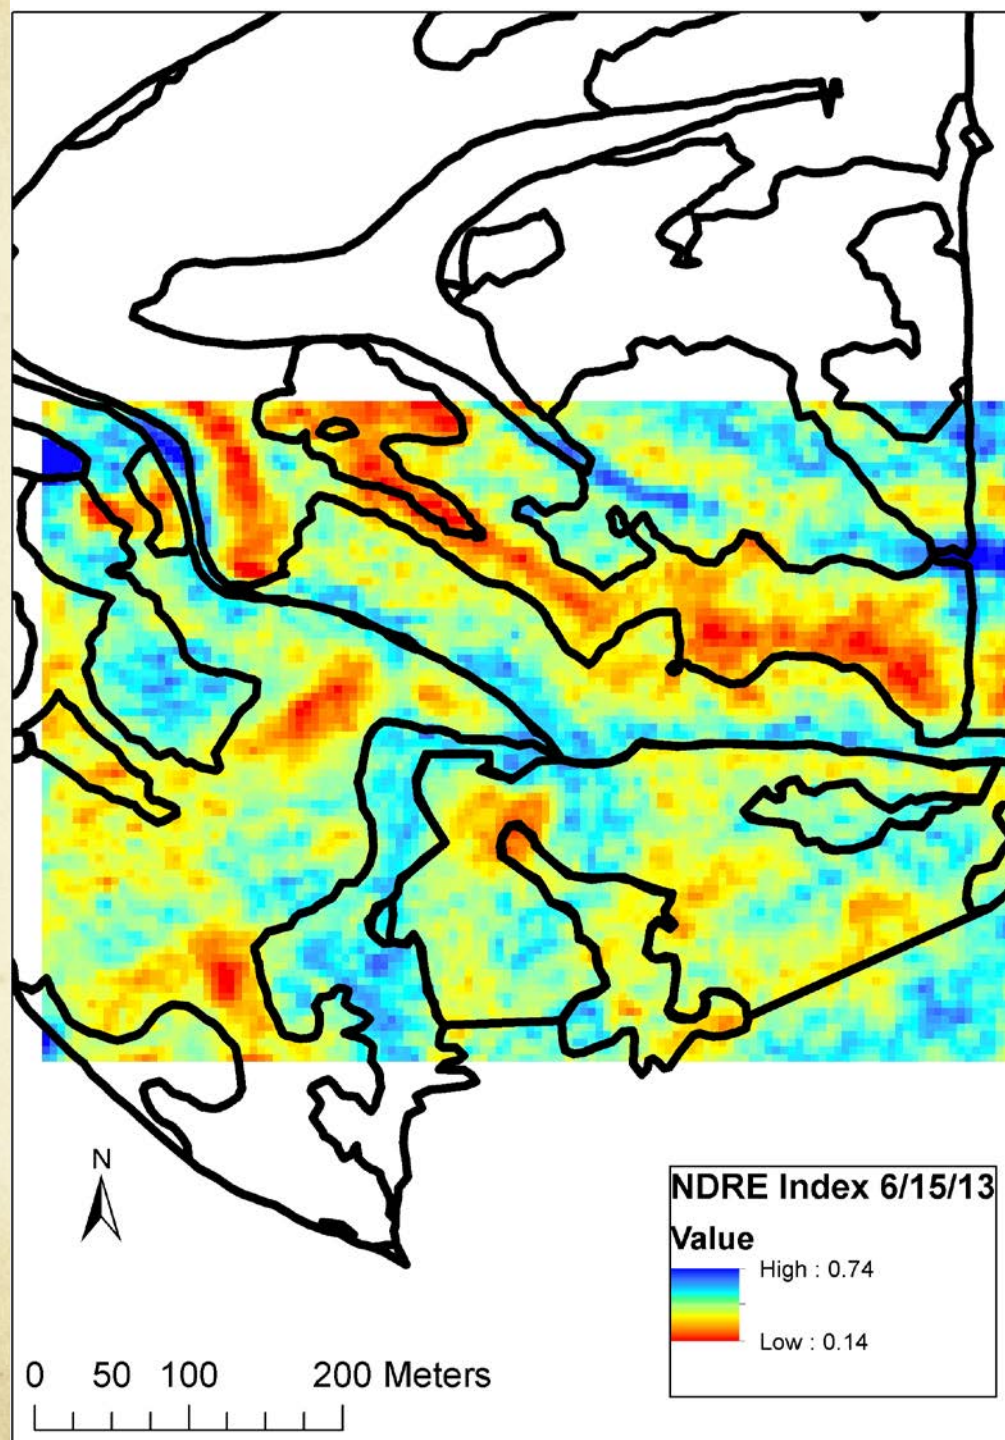 N
NDRE Index 6/15/13
Value
High : 0.74
Low : 0.14
0 50 100 200 Meters